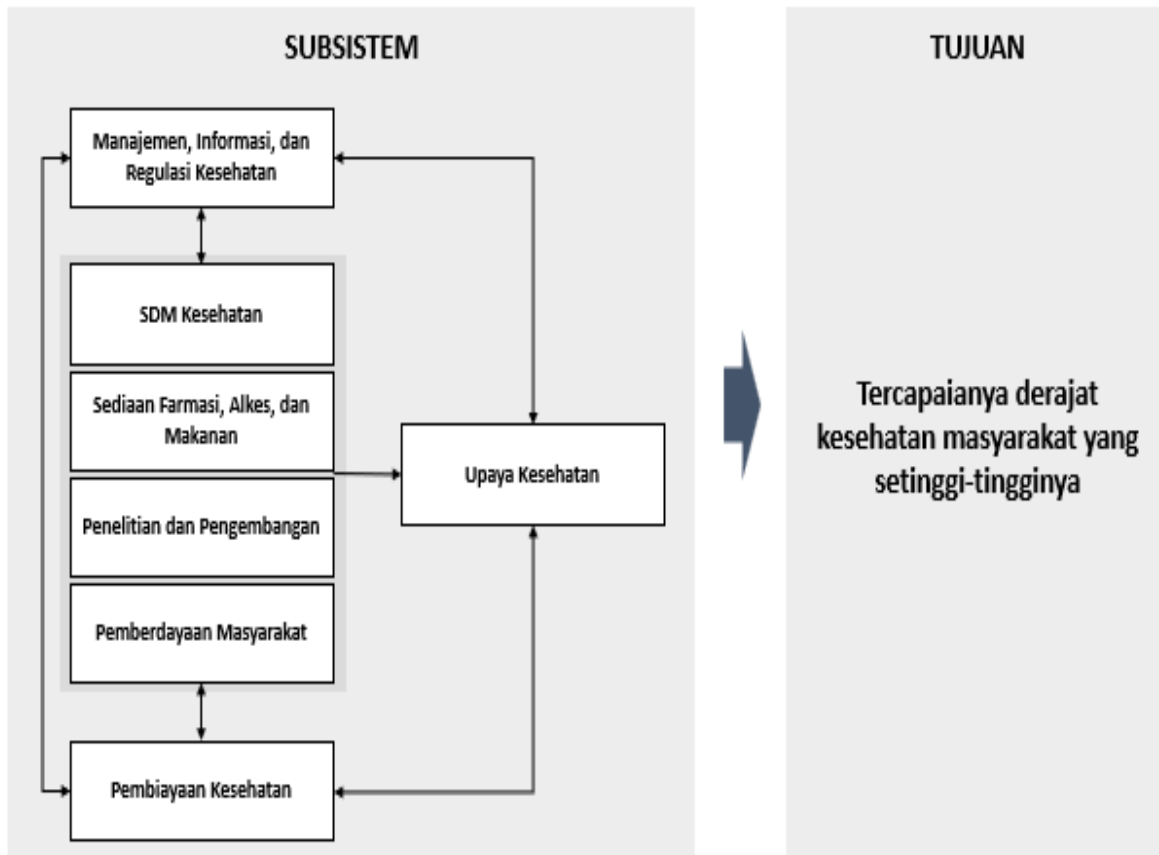 SUBSISTEM
Manajemen, Informasi, dan
Regulasi Kesehatan
SDM Kesehatan
Sediaan Farmasi, Alkes, dan
Makanan
Penelitian dan Pengembangan
Pemberdayaan Masyarakat
Pembiayaan Kesehatan
Upaya Kesehatan
TUJUAN
Tercapaianya derajat
kesehatan masyarakat yang
setinggi-tingginya